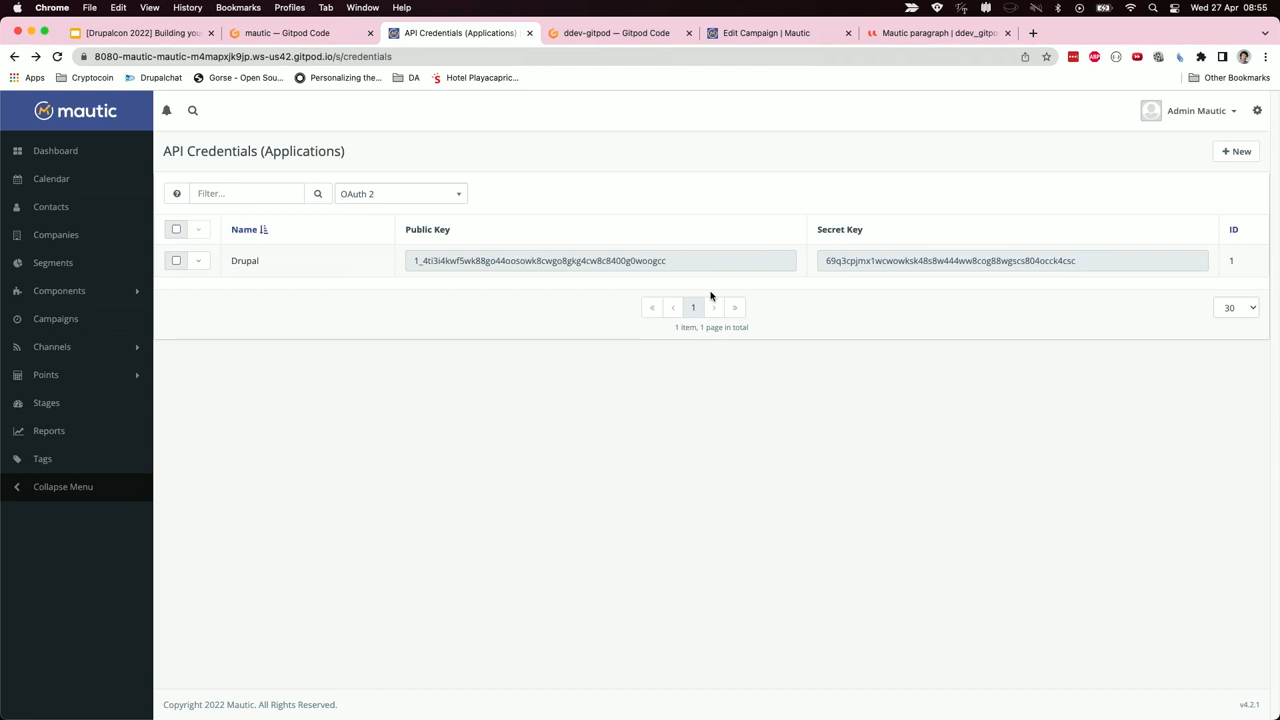 Chrome File Edit View History Bookmarks Profiles Tab Window Help Wed 27 Apr 08:55
[Drupalcon 2022] Building you mautic — Gitpod Code API Credentials (Applications) ddev-gitpod — Gitpod Code Edit Campaign | Mautic Mautic paragraph | ddev_gitpo
8080-mautic-mautic-m4mapxjk9jp.ws-us42.gitpod.io/s/credentials
Apps Cryptocoin Drupalchat Gorse - Open Sou... Personalizing the... DA Hotel Playacapric... Other Bookmarks
mautic
Admin Mautic
Dashboard
Calendar
Contacts
Companies
Segments
Components
Campaigns
Channels
Points
Stages
Reports
Tags
Collapse Menu
API Credentials (Applications)
+ New
Filter... OAuth 2
Name Public Key Secret Key ID
Drupal 1_4ti3i4kwf5wk88go44oosowk8cwo8gkg4cw8c8400g0woogcc 69q3cpjmx1wcwowksk48s8w444ww8cog88wgscs804occk4csc 1
« ‹ 1 › » 30
1 item, 1 page in total
Copyright 2022 Mautic. All Rights Reserved. v4.2.1